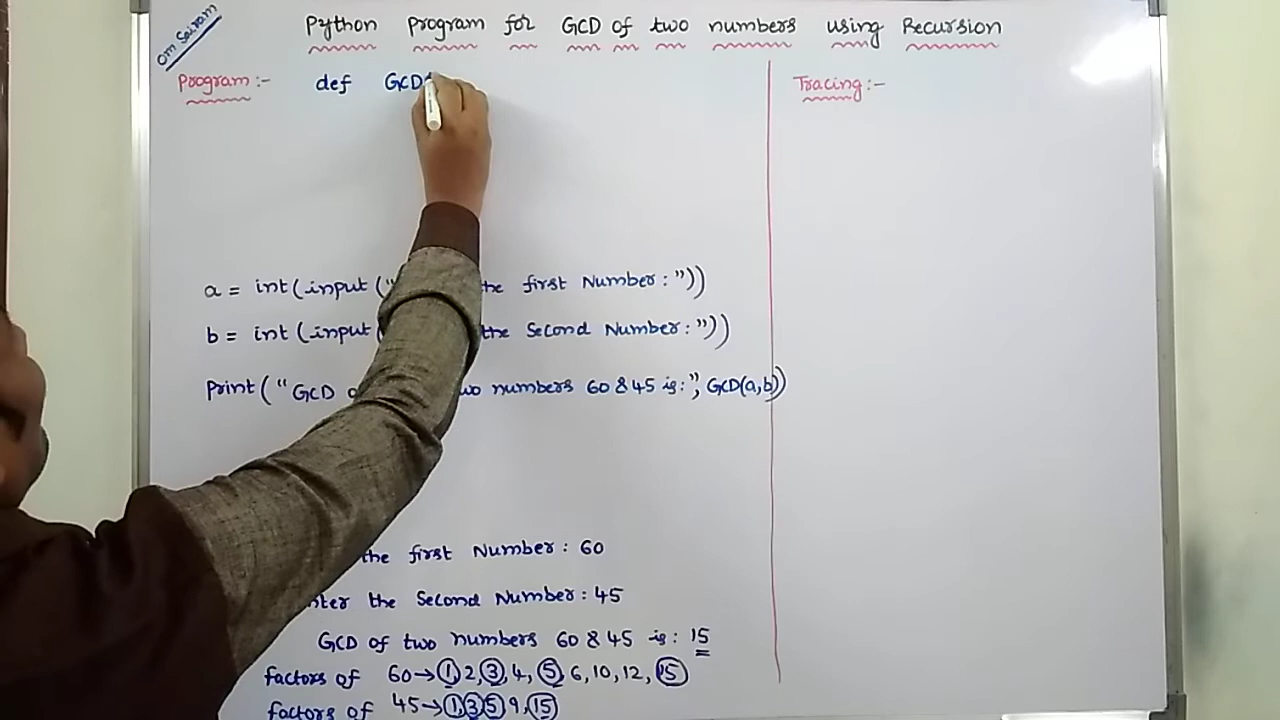 om Sairam
Python program for GCD of two numbers using Recursion
Program:- def GCD(
a = int(input(" the first Number:"))
b = int(input( the Second Number:"))
Print("GCD numbers 60 & 45 is:", GCD(a,b))
the first Number: 60
the Second Number: 45
GCD of two numbers 60 & 45 is: 15
factors of 60→1 2,3,4,5,6,10,12,15
factors of 45→1,3 5 9,15
Tracing:-